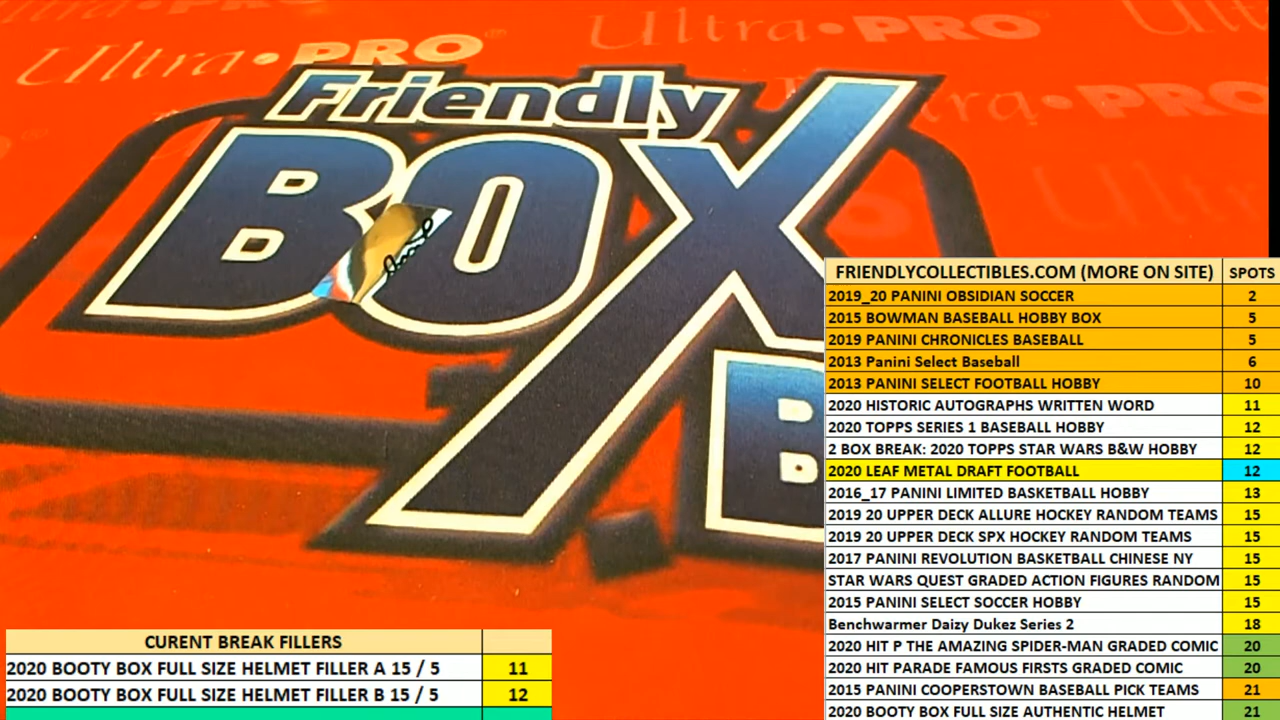 Ultra•PRO
Ultra•PRO
Ultra
Friendly
BOX
B
FRIENDLYCOLLECTIBLES.COM (MORE ON SITE) SPOTS
2019_20 PANINI OBSIDIAN SOCCER 2
2015 BOWMAN BASEBALL HOBBY BOX 5
2019 PANINI CHRONICLES BASEBALL 5
2013 Panini Select Baseball 6
2013 PANINI SELECT FOOTBALL HOBBY 10
2020 HISTORIC AUTOGRAPHS WRITTEN WORD 11
2020 TOPPS SERIES 1 BASEBALL HOBBY 12
2 BOX BREAK: 2020 TOPPS STAR WARS B&W HOBBY 12
2020 LEAF METAL DRAFT FOOTBALL 12
2016_17 PANINI LIMITED BASKETBALL HOBBY 13
2019 20 UPPER DECK ALLURE HOCKEY RANDOM TEAMS 15
2019 20 UPPER DECK SPX HOCKEY RANDOM TEAMS 15
2017 PANINI REVOLUTION BASKETBALL CHINESE NY 15
STAR WARS QUEST GRADED ACTION FIGURES RANDOM 15
2015 PANINI SELECT SOCCER HOBBY 15
Benchwarmer Daizy Dukez Series 2 18
2020 HIT P THE AMAZING SPIDER-MAN GRADED COMIC 20
2020 HIT PARADE FAMOUS FIRSTS GRADED COMIC 20
2015 PANINI COOPERSTOWN BASEBALL PICK TEAMS 21
2020 BOOTY BOX FULL SIZE AUTHENTIC HELMET 21
CURENT BREAK FILLERS
2020 BOOTY BOX FULL SIZE HELMET FILLER A 15 / 5 11
2020 BOOTY BOX FULL SIZE HELMET FILLER B 15 / 5 12